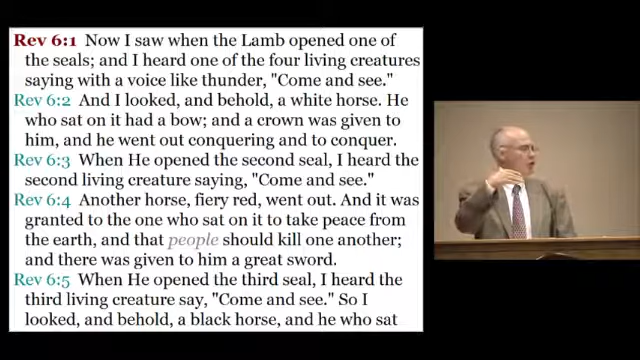 Rev 6:1 Now I saw when the Lamb opened one of
the seals; and I heard one of the four living creatures
saying with a voice like thunder, "Come and see."
Rev 6:2 And I looked, and behold, a white horse. He
who sat on it had a bow; and a crown was given to
him, and he went out conquering and to conquer.
Rev 6:3 When He opened the second seal, I heard the
second living creature saying, "Come and see."
Rev 6:4 Another horse, fiery red, went out. And it was
granted to the one who sat on it to take peace from
the earth, and that people should kill one another;
and there was given to him a great sword.
Rev 6:5 When He opened the third seal, I heard the
third living creature say, "Come and see." So I
looked, and behold, a black horse, and he who sat